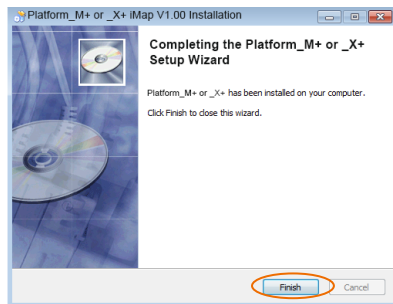 Platform_M+ or _X+ iMap V1.00 Installation
Completing the Platform_M+ or _X+
Setup Wizard
Platform_M+ or _X+ has been installed on your computer.
Click Finish to close this wizard.
Finish
Cancel